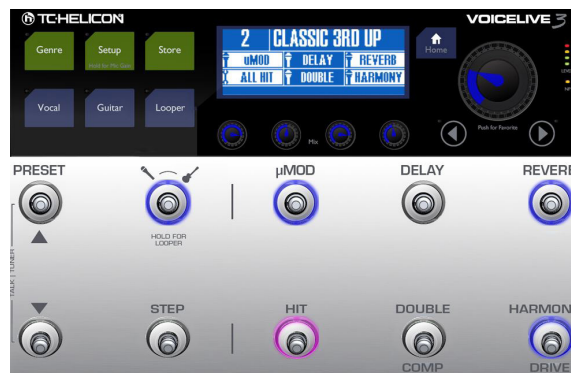 TC·HELICON
VOICELIVE 3
Genre
Setup
Hold for Mic Gain
Store
Vocal
Guitar
Looper
2 CLASSIC 3RD UP
uMOD DELAY REVERB
ALL HIT DOUBLE HARMONY
Home
Mix
Push for Favorite
PRESET
HOLD FOR
LOOPER
µMOD
DELAY
REVERB
TALK | TUNER
STEP
HIT
DOUBLE
HARMON
COMP
DRIVE